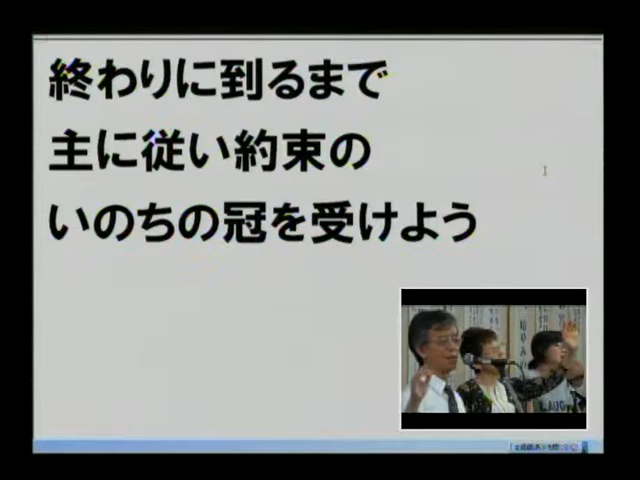 終わりに到るまで
主に従い約束の
いのちの冠を受けよう